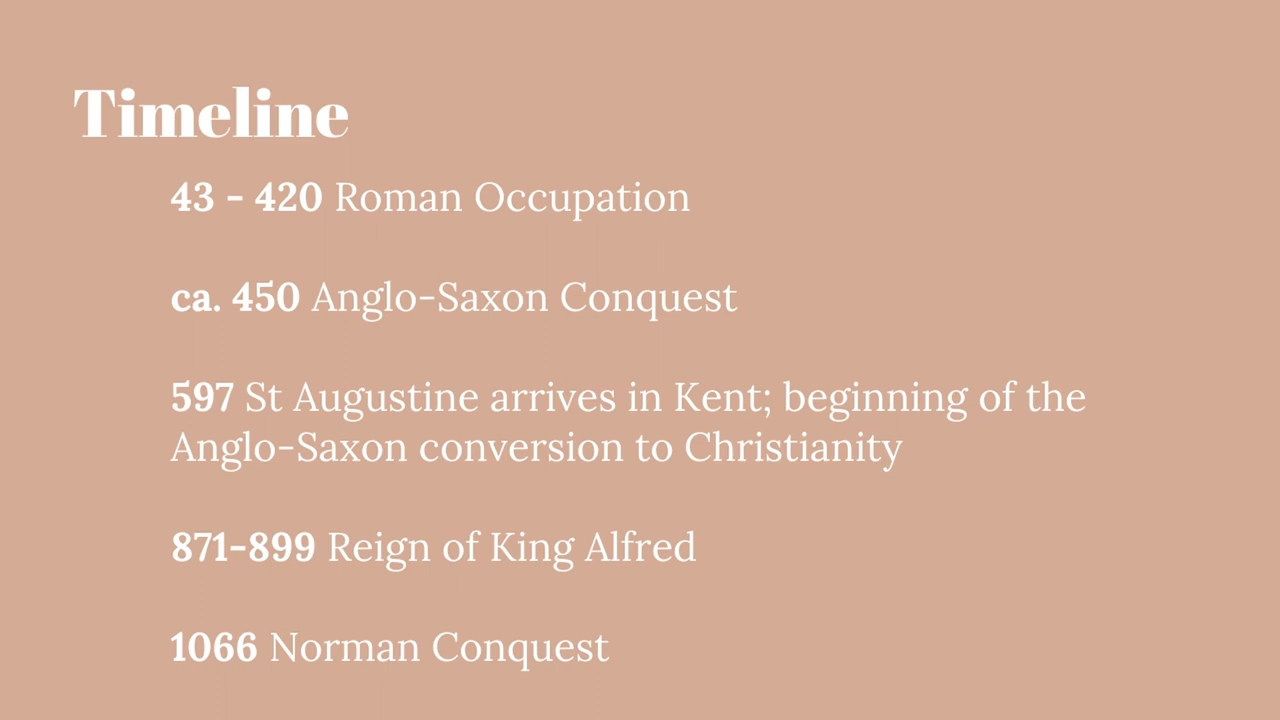 Timeline
43 - 420 Roman Occupation
ca. 450 Anglo-Saxon Conquest
597 St Augustine arrives in Kent; beginning of the
Anglo-Saxon conversion to Christianity
871-899 Reign of King Alfred
1066 Norman Conquest